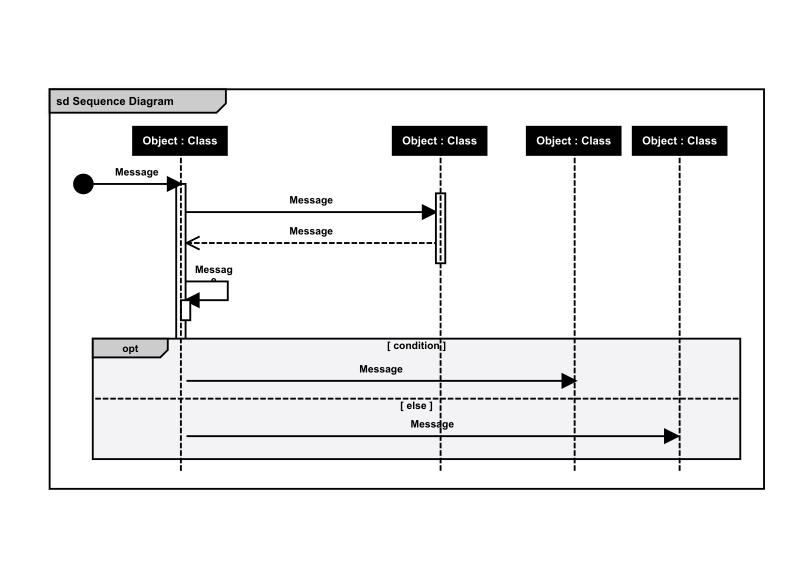 sd Sequence Diagram
Object : Class
Object : Class
Object : Class
Object : Class
Message
Message
Message
Messag
e
opt
[ condition ]
Message
[ else ]
Message